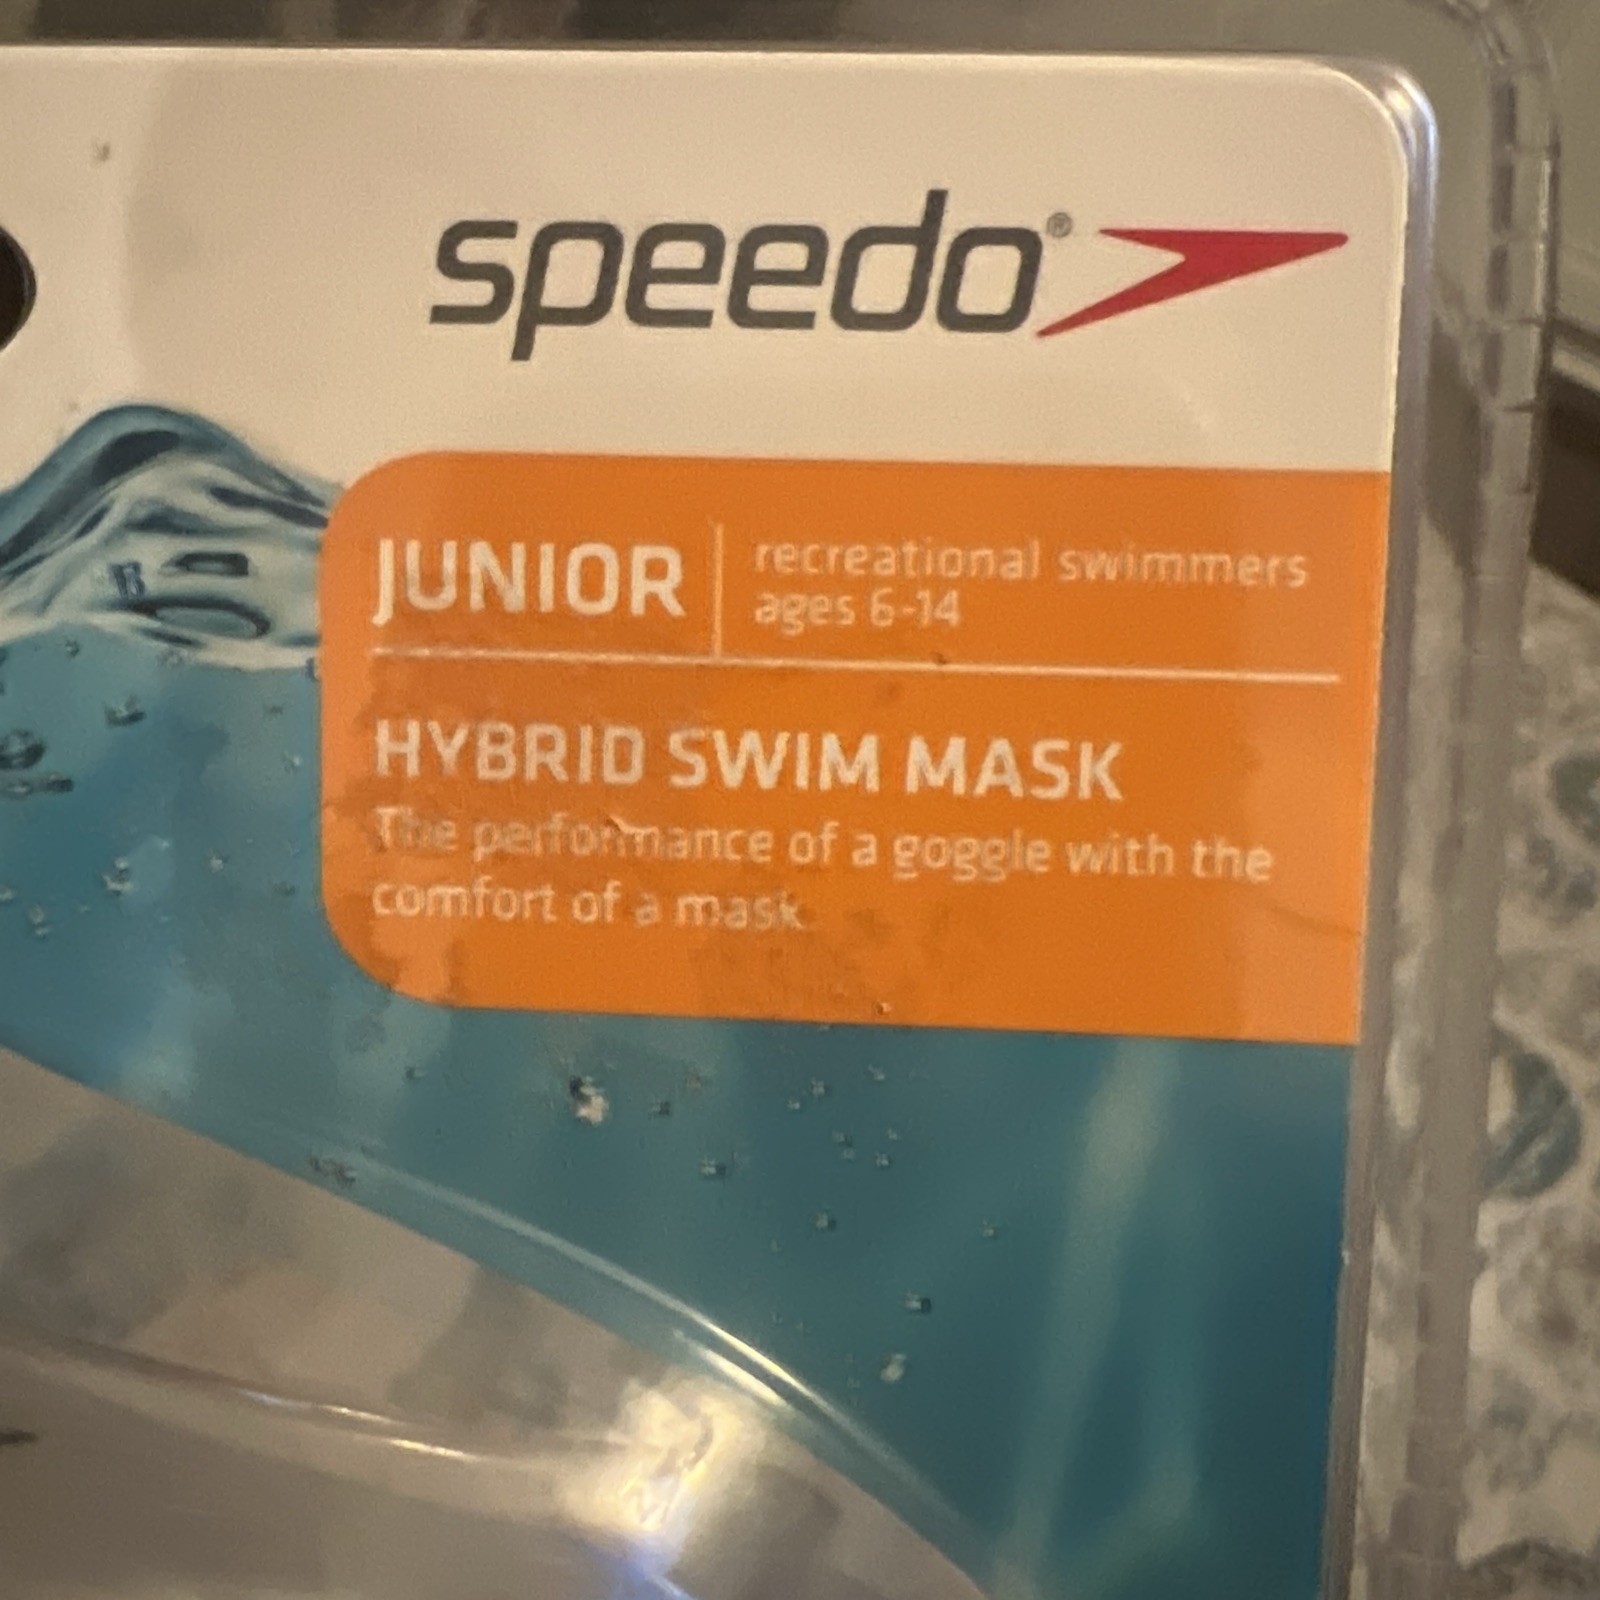 speedo®
JUNIOR
recreational swimmers
ages 6-14
HYBRID SWIM MASK
The performance of a goggle with the
comfort of a mask